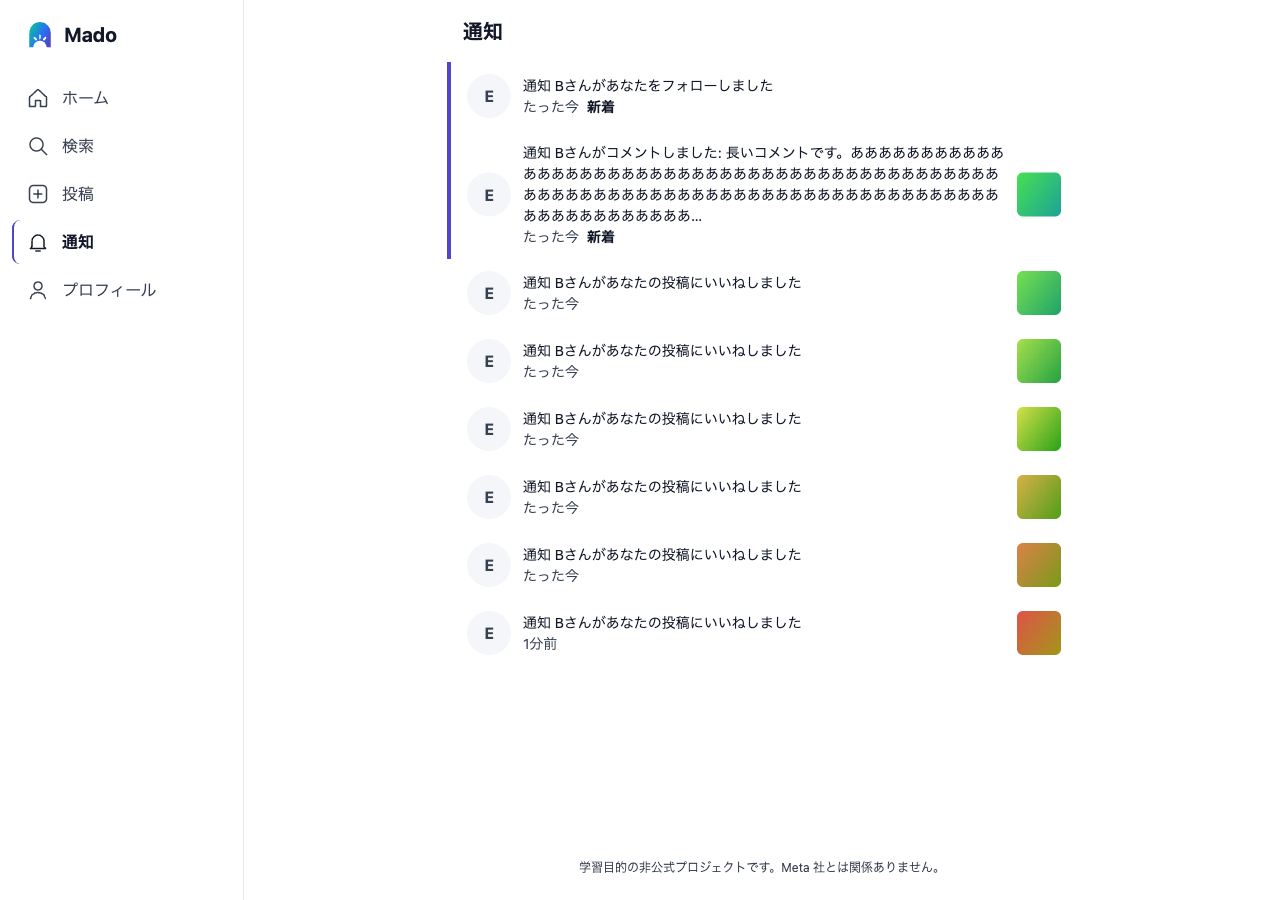 Mado
ホーム
検索
投稿
通知
プロフィール
通知
E
通知 Bさんがあなたをフォローしました
たった今 新着
E
通知 Bさんがコメントしました: 長いコメントです。あああああああああああ
ああああああああああああああああああああああああああああああああああ
ああああああああああああああああああああああああああああああああああ
ああああああああああああ...
たった今 新着
E
通知 Bさんがあなたの投稿にいいねしました
たった今
E
通知 Bさんがあなたの投稿にいいねしました
たった今
E
通知 Bさんがあなたの投稿にいいねしました
たった今
E
通知 Bさんがあなたの投稿にいいねしました
たった今
E
通知 Bさんがあなたの投稿にいいねしました
たった今
E
通知 Bさんがあなたの投稿にいいねしました
1分前
学習目的の非公式プロジェクトです。Meta 社とは関係ありません。